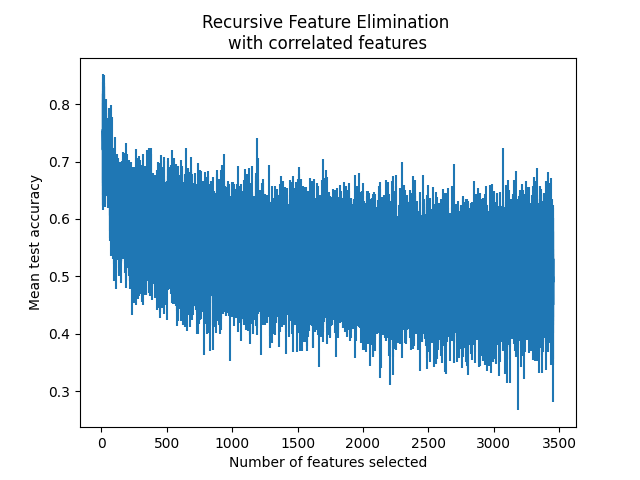 Recursive Feature Elimination
with correlated features
Mean test accuracy
0.8
0.7
0.6
0.5
0.4
0.3
0 500 1000 1500 2000 2500 3000 3500
Number of features selected